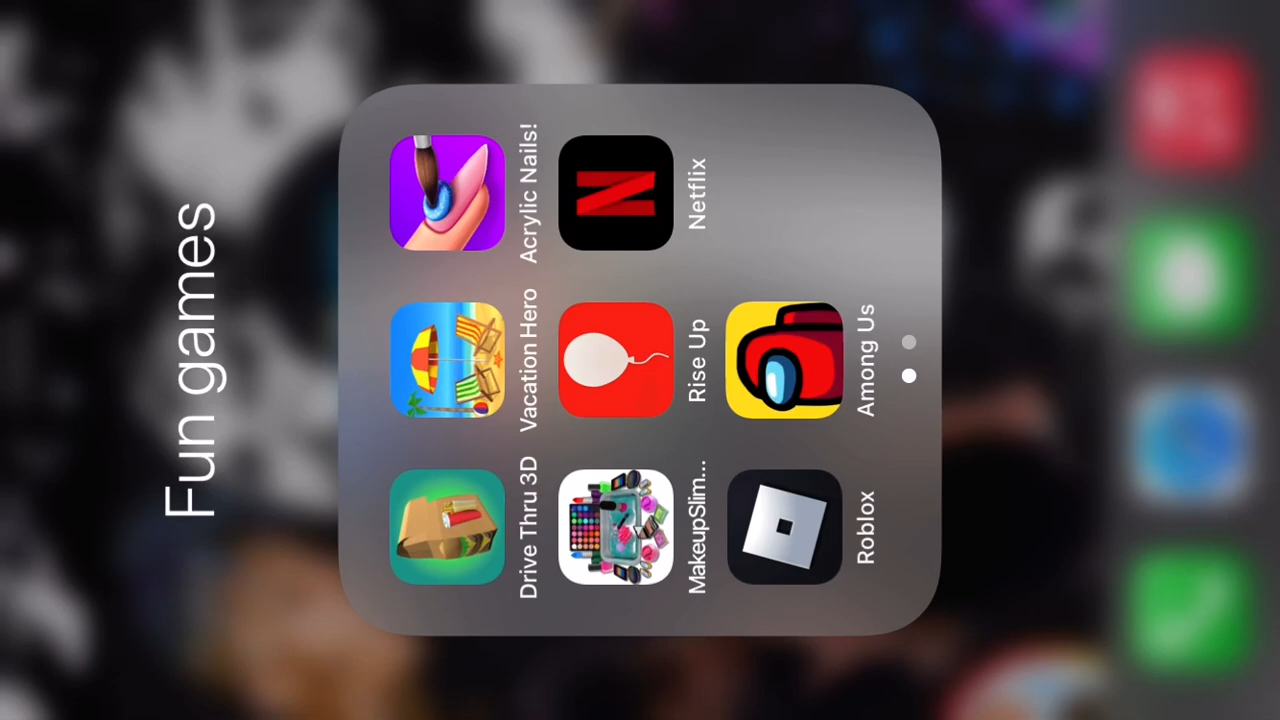 Fun games
Drive Thru 3D
Vacation Hero
Acrylic Nails!
MakeupSlim...
Rise Up
Netflix
Roblox
Among Us